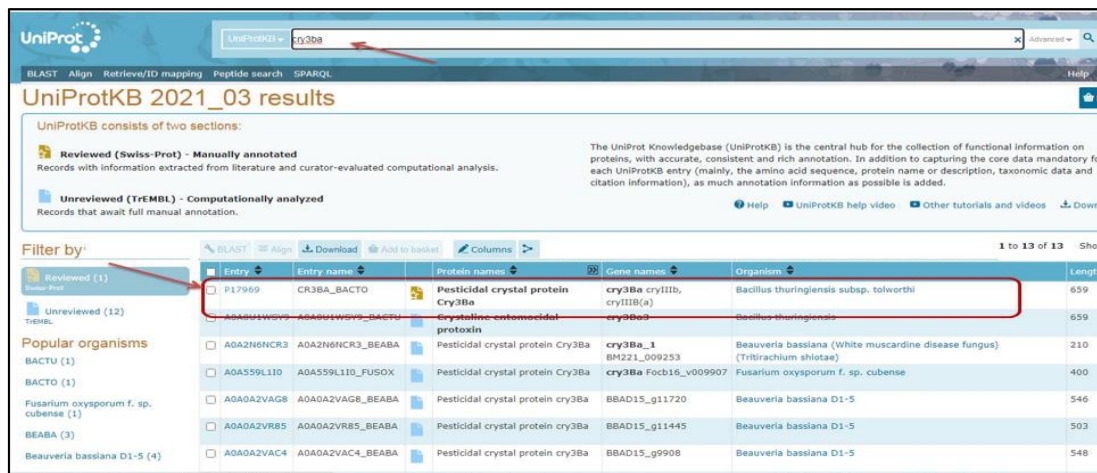 UniProt
UniProtKB cry3ba Advanced
BLAST Align Retrieve/ID mapping Peptide search SPARQL Help
UniProtKB 2021_03 results
UniProtKB consists of two sections:
Reviewed (Swiss-Prot) - Manually annotated
Records with information extracted from literature and curator-evaluated computational analysis.
Unreviewed (TrEMBL) - Computationally analyzed
Records that await full manual annotation.
The UniProt Knowledgebase (UniProtKB) is the central hub for the collection of functional information on
proteins, with accurate, consistent and rich annotation. In addition to capturing the core data mandatory fo
each UniProtKB entry (mainly, the amino acid sequence, protein name or description, taxonomic data and
citation information), as much annotation information as possible is added.
Help UniProtKB help video Other tutorials and videos Down
Filter by
BLAST Align Download Add to basket Columns 1 to 13 of 13 Sho
Reviewed (1)
Swiss-Prot
Unreviewed (12)
TrEMBL
Popular organisms
BACTU (1)
BACTO (1)
Fusarium oxysporum f. sp.
cubense (1)
BEABA (3)
Beauveria bassiana D1-5 (4)
Entry Entry name Protein names Gene names Organism Lengt
P17969 CR3BA_BACTO Pesticidal crystal protein cry3Ba cryIIIb, Bacillus thuringiensis subsp. tolworthi 659
Cry3Ba cryIIIB(a)
A0A0U1WSY9 A0A0U1WSY9_BACTU Crystaline entomocidal cry3Ba3 Bacillus thuringiensis 659
protoxin
A0A2N6NCR3 A0A2N6NCR3_BEABA Pesticidal crystal protein Cry3Ba cry3Ba_1 Beauveria bassiana (White muscardine disease fungus) 210
BM221_009253 (Tritirachium shiotae)
A0A559L1I0 A0A559L1I0_FUSOX Pesticidal crystal protein cry3Ba cry3Ba Focb16_v009907 Fusarium oxysporum f. sp. cubense 400
A0A0A2VAG8 A0A0A2VAG8_BEABA Pesticidal crystal protein cry3Ba BBAD15_g11720 Beauveria bassiana D1-5 546
A0A0A2VR85 A0A0A2VR85_BEABA Pesticidal crystal protein cry3Ba BBAD15_g11445 Beauveria bassiana D1-5 503
A0A0A2VAC4 A0A0A2VAC4_BEABA Pesticidal crystal protein cry3Ba BBAD15_g9908 Beauveria bassiana D1-5 548